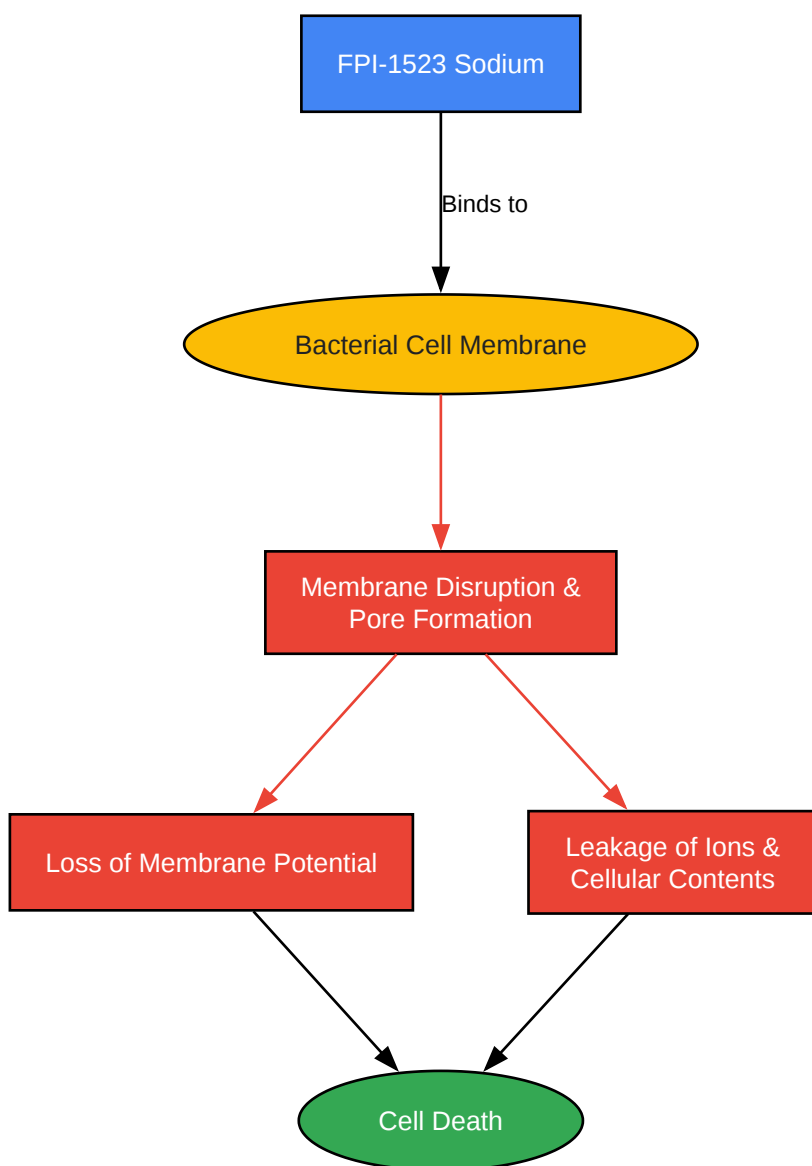 FPI-1523 Sodium
Binds to
Bacterial Cell Membrane
Membrane Disruption &
Pore Formation
Loss of Membrane Potential
Leakage of Ions &
Cellular Contents
Cell Death